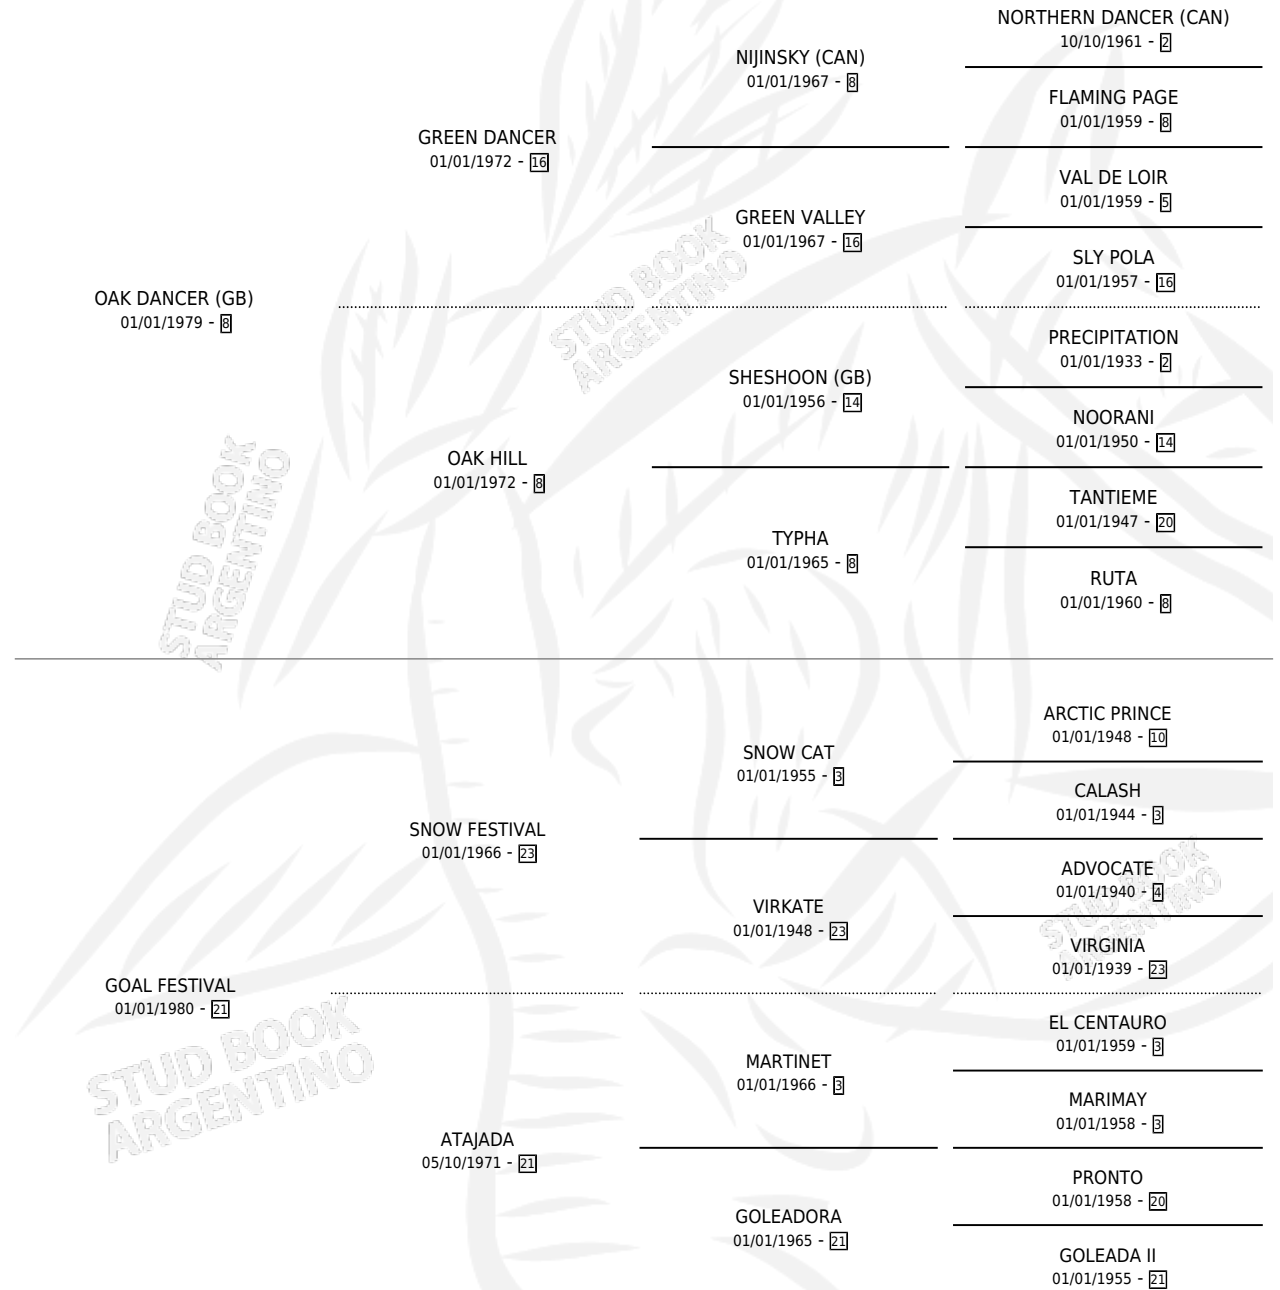 NORTHERN DANCER (CAN)
10/10/1961 - 2
NIJINSKY (CAN)
01/01/1967 - 8
FLAMING PAGE
01/01/1959 - 8
GREEN DANCER
01/01/1972 - 16
VAL DE LOIR
01/01/1959 - 5
GREEN VALLEY
01/01/1967 - 16
SLY POLA
01/01/1957 - 16
OAK DANCER (GB)
01/01/1979 - 8
PRECIPITATION
01/01/1933 - 2
SHESHOON (GB)
01/01/1956 - 14
NOORANI
01/01/1950 - 14
OAK HILL
01/01/1972 - 8
TANTIEME
01/01/1947 - 20
TYPHA
01/01/1965 - 8
RUTA
01/01/1960 - 8
STUD BOOK
ARGENTINO
STUD BOOK
ARGENTINO
ARCTIC PRINCE
01/01/1948 - 10
SNOW CAT
01/01/1955 - 3
CALASH
01/01/1944 - 3
SNOW FESTIVAL
01/01/1966 - 23
ADVOCATE
01/01/1940 - 4
VIRKATE
01/01/1948 - 23
VIRGINIA
01/01/1939 - 23
GOAL FESTIVAL
01/01/1980 - 21
EL CENTAURO
01/01/1959 - 3
MARTINET
01/01/1966 - 3
MARIMAY
01/01/1958 - 3
ATAJADA
05/10/1971 - 21
PRONTO
01/01/1958 - 20
GOLEADORA
01/01/1965 - 21
GOLEADA II
01/01/1955 - 21
STUD BOOK
ARGENTINO
STUD BOOK
ARGENTINO